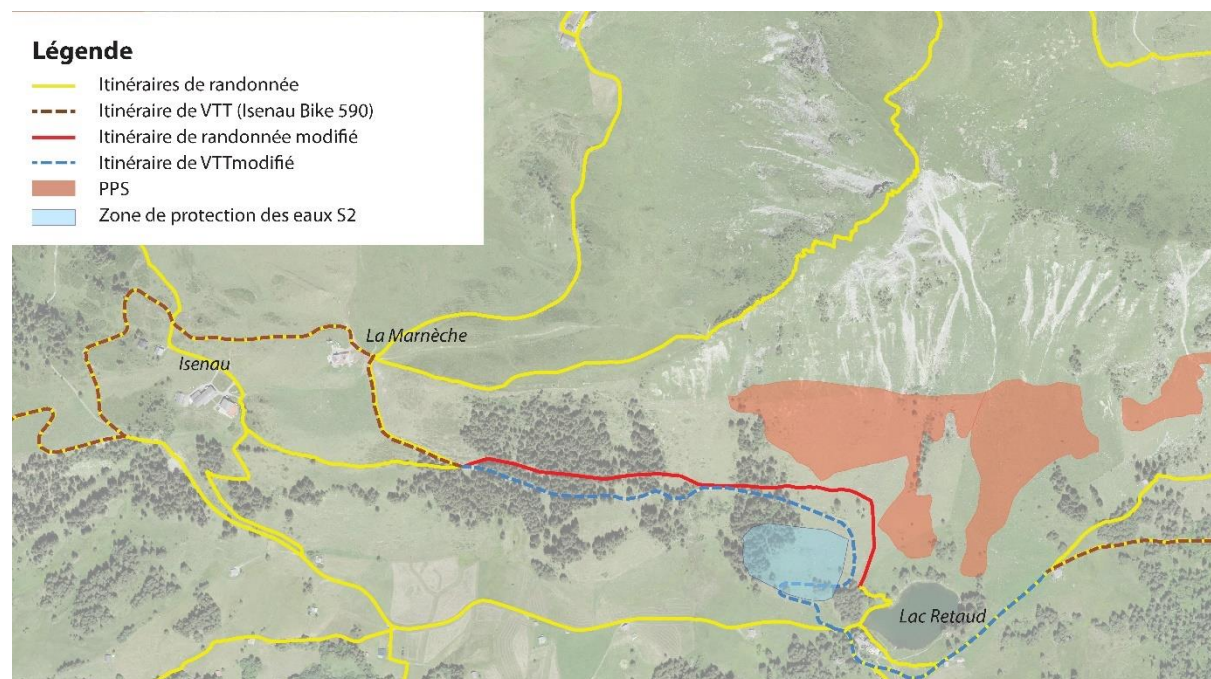 Légende
Itinéraires de randonnée
Itinéraire de VTT (Isenau Bike 590)
Itinéraire de randonnée modifié
Itinéraire de VTTmodifié
PPS
Zone de protection des eaux S2
La Marnèche
Isenau
Lac Retaud